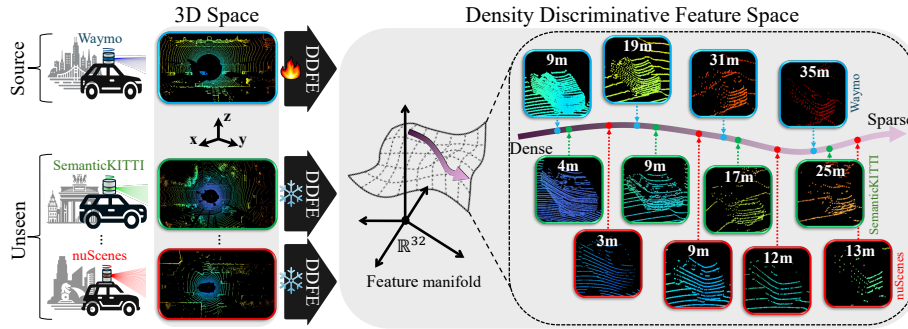 3D Space
Density Discriminative Feature Space
Source
Waymo
DDFE
z
x
y
Unseen
SemanticKITTI
DDFE
...
nuScenes
...
DDFE
ℝ³²
Feature manifold
9m
19m
31m
35m
Waymo
Dense
Sparse
4m
9m
17m
25m
SemanticKITTI
3m
9m
12m
13m
nuScenes